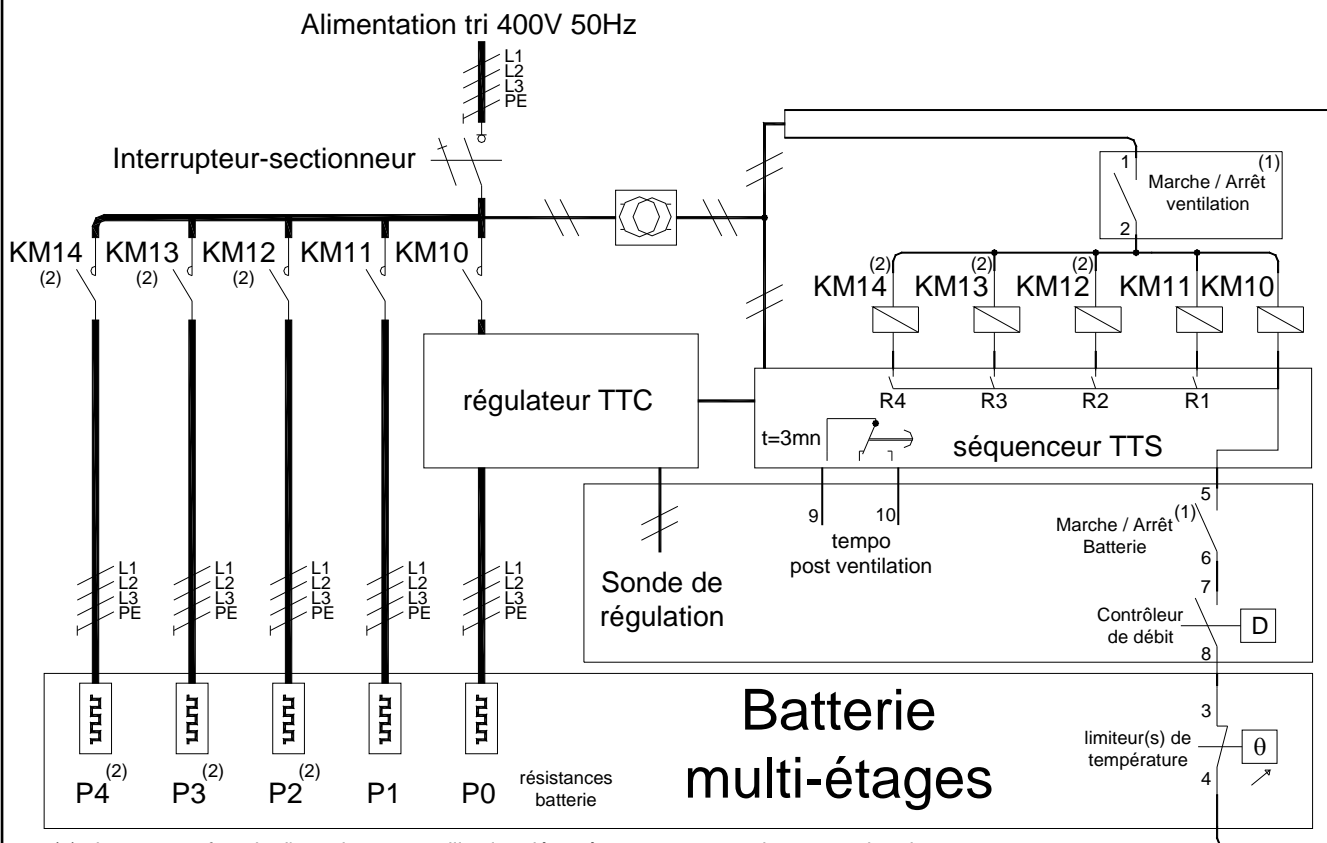 Alimentation tri 400V 50Hz
L1
L2
L3
PE
Interrupteur-sectionneur
1
(1)
Marche / Arrêt
ventilation
2
KM14
(2)
KM13
(2)
KM12
(2)
KM11
KM10
KM14
(2)
KM13
(2)
KM12
(2)
KM11
KM10
régulateur TTC
R4
R3
R2
R1
t=3mn
séquenceur TTS
9
10
tempo
post ventilation
5
Marche / Arrêt
(1)
Batterie
6
7
Sonde de
régulation
Contrôleur
de débit
D
8
L1
L2
L3
PE
L1
L2
L3
PE
L1
L2
L3
PE
L1
L2
L3
PE
L1
L2
L3
PE
Batterie
multi-étages
3
limiteur(s) de
température
θ
4
P4
(2)
P3
(2)
P2
(2)
P1
P0
résistances
batterie